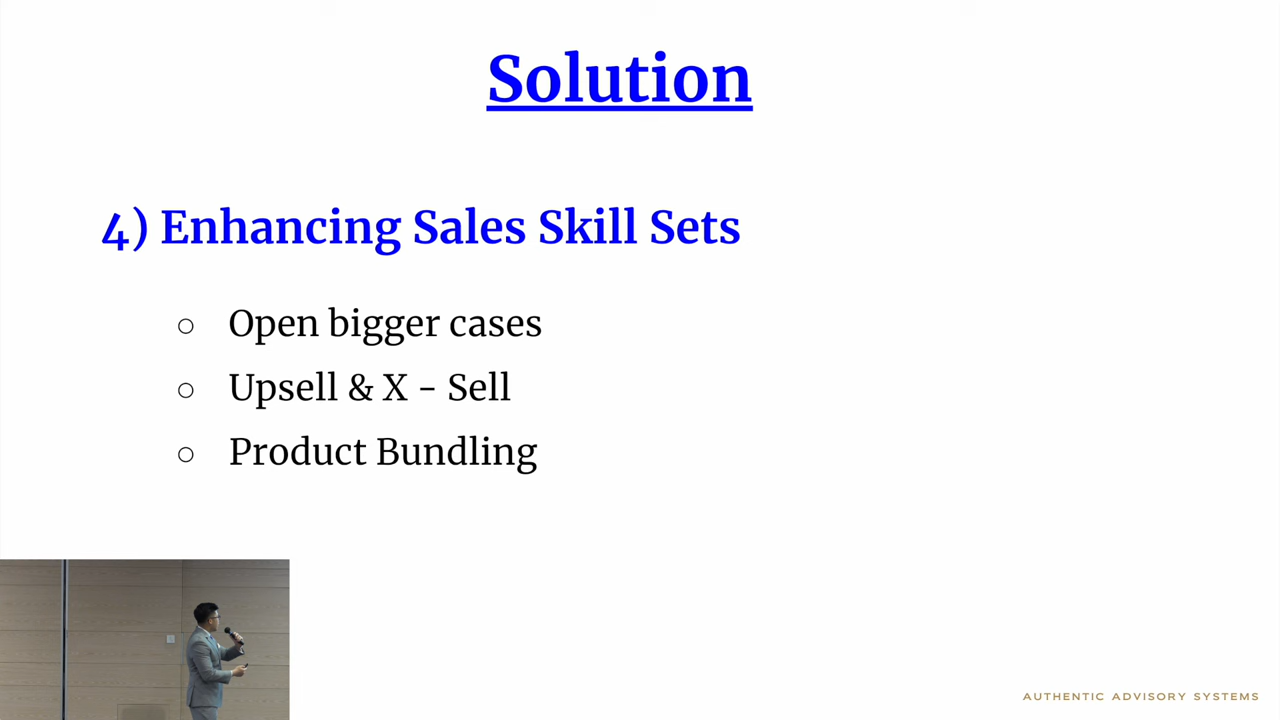 Solution
4) Enhancing Sales Skill Sets
○ Open bigger cases
○ Upsell & X - Sell
○ Product Bundling
AUTHENTIC ADVISORY SYSTEMS